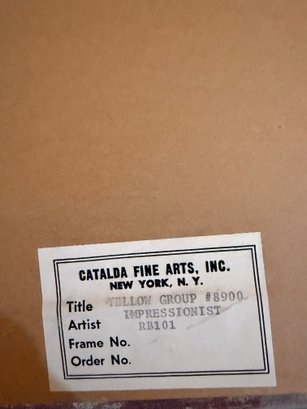 CATALDA FINE ARTS, INC.
NEW YORK, N. Y.
Title YELLOW GROUP #8900
Artist IMPRESSIONIST
Frame No. RB101
Order No.